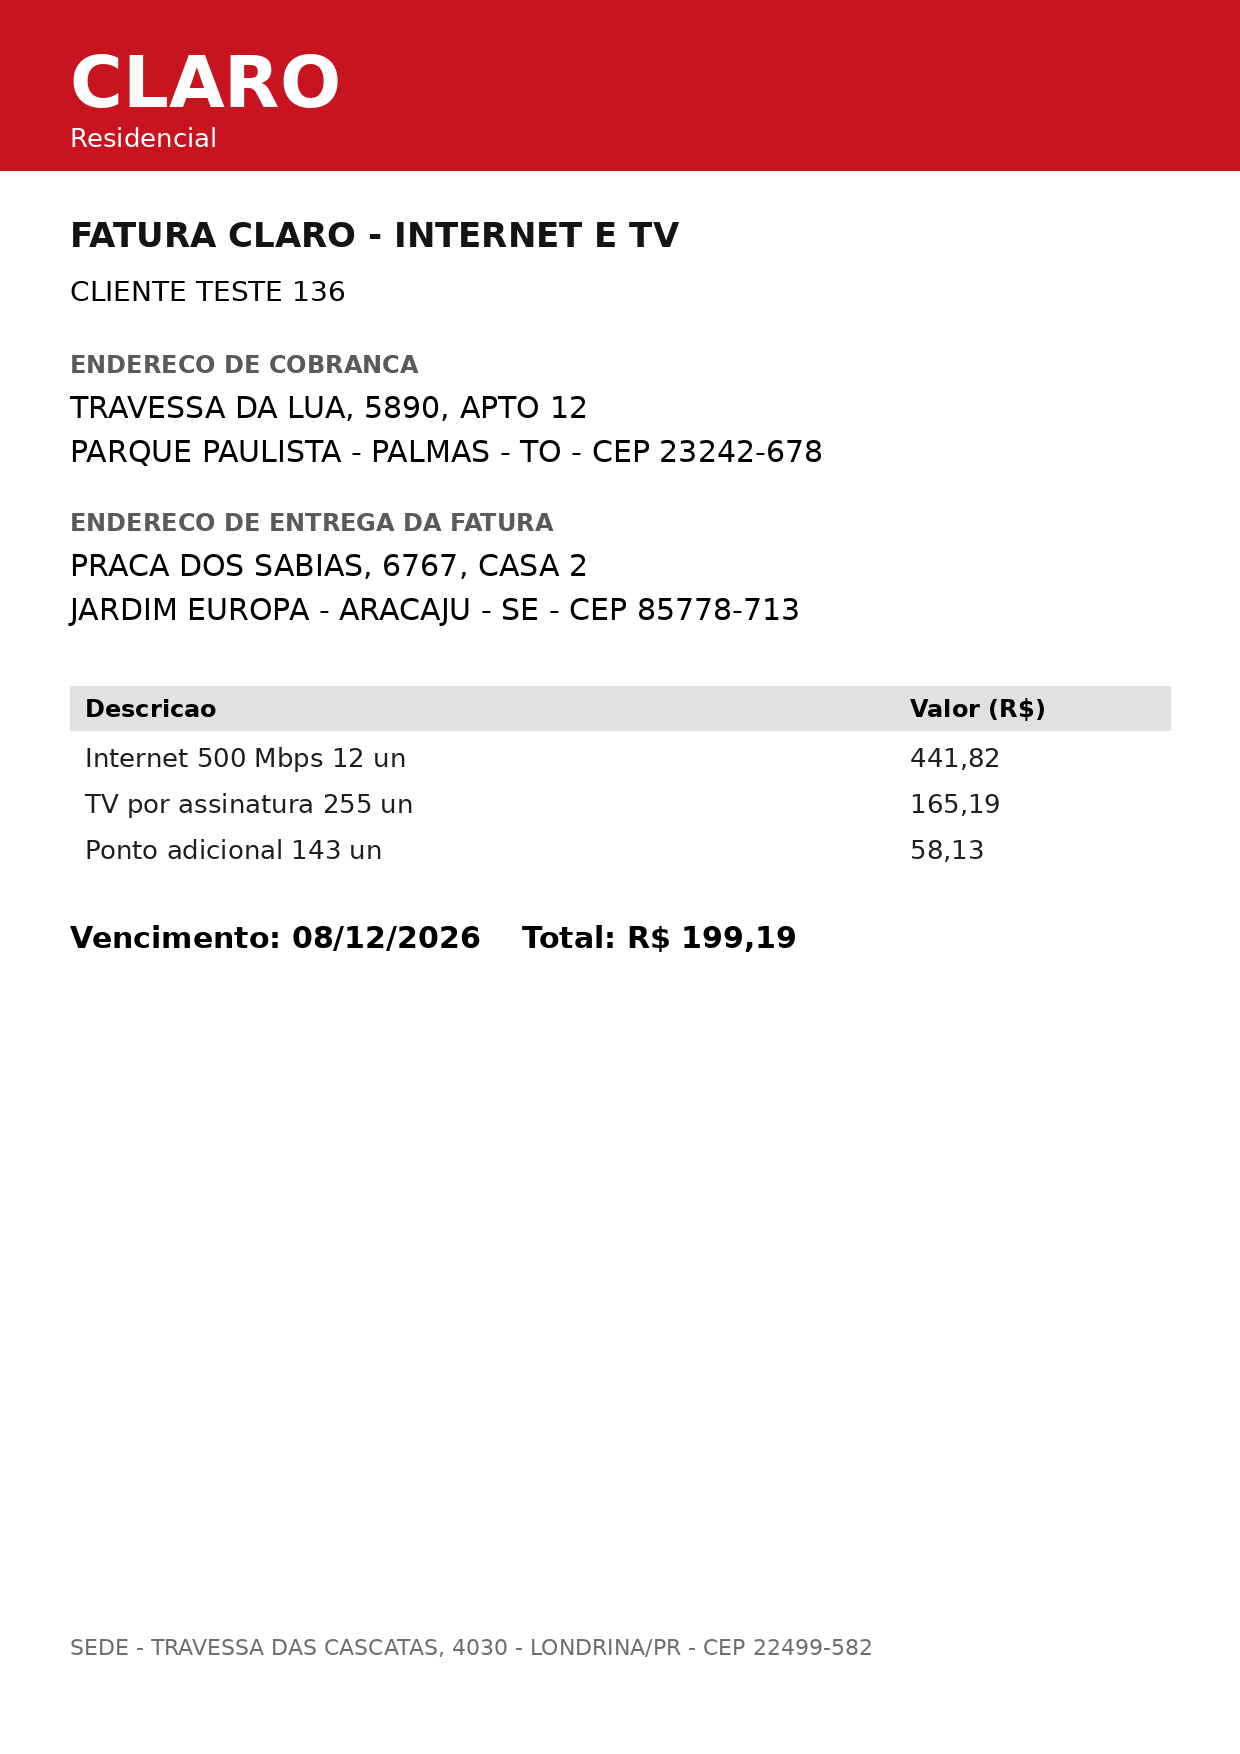 CLARO
Residencial
FATURA CLARO - INTERNET E TV
CLIENTE TESTE 136
ENDERECO DE COBRANCA
TRAVESSA DA LUA, 5890, APTO 12
PARQUE PAULISTA - PALMAS - TO - CEP 23242-678
ENDERECO DE ENTREGA DA FATURA
PRACA DOS SABIAS, 6767, CASA 2
JARDIM EUROPA - ARACAJU - SE - CEP 85778-713
Descricao Valor (R$)
Internet 500 Mbps 12 un 441,82
TV por assinatura 255 un 165,19
Ponto adicional 143 un 58,13
Vencimento: 08/12/2026 Total: R$ 199,19
SEDE - TRAVESSA DAS CASCATAS, 4030 - LONDRINA/PR - CEP 22499-582